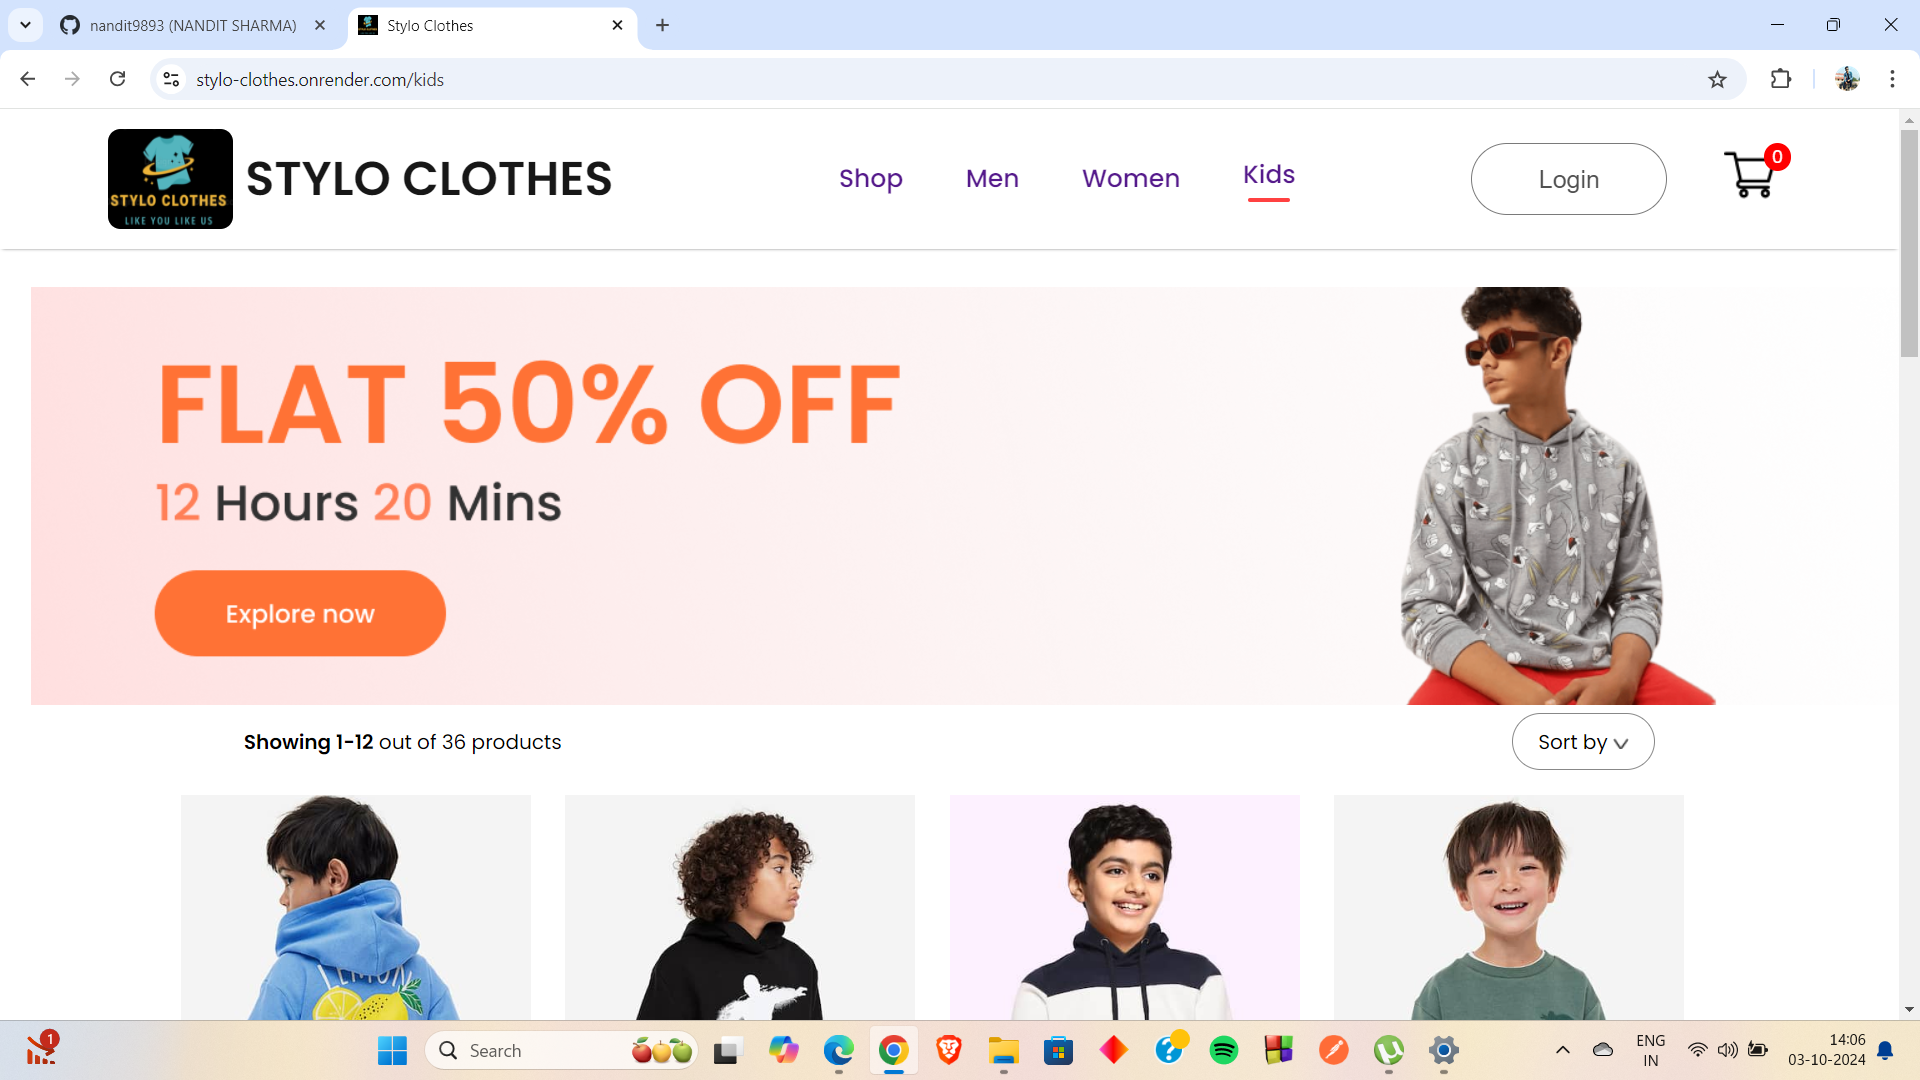 nandit9893 (NANDIT SHARMA)
Stylo Clothes
stylo-clothes.onrender.com/kids
STYLO CLOTHES
LIKE YOU LIKE US
STYLO CLOTHES
Shop
Men
Women
Kids
Login
0
FLAT 50% OFF
12 Hours 20 Mins
Explore now
Showing 1-12 out of 36 products
Sort by
LEMON
1
Search
ENG
IN
14:06
03-10-2024